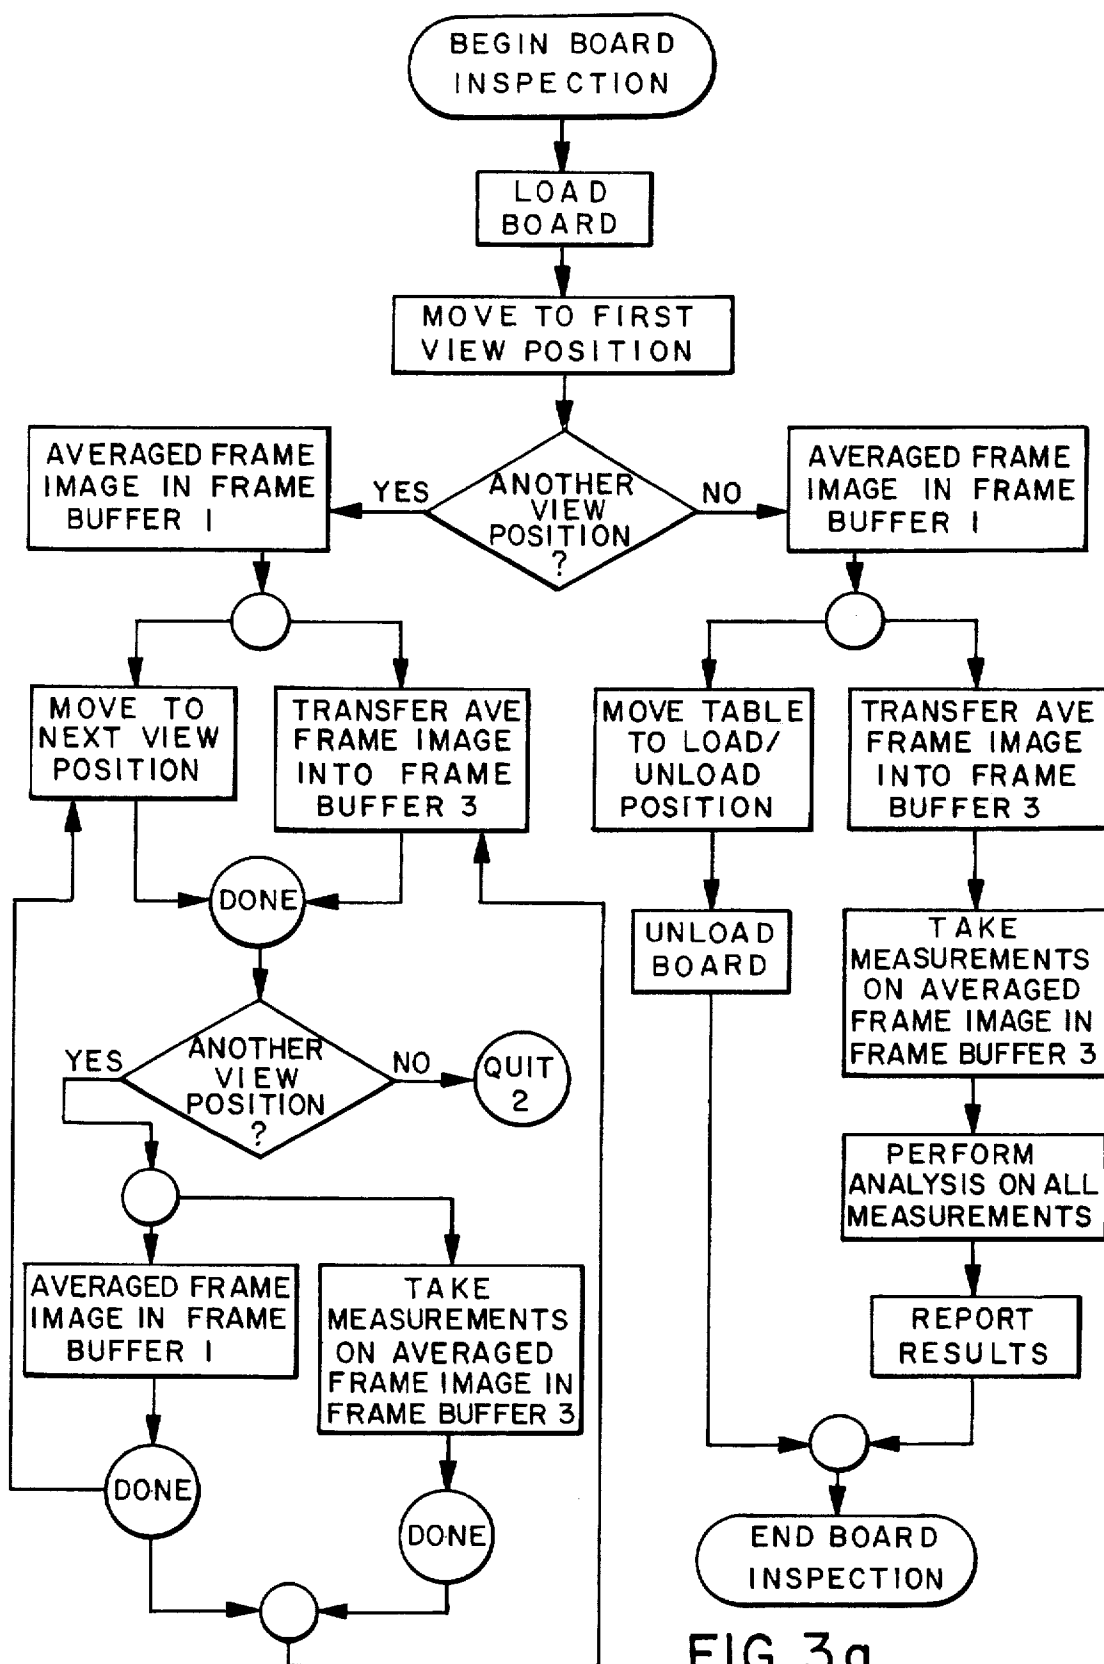 BEGIN BOARD
INSPECTION
LOAD
BOARD
MOVE TO FIRST
VIEW POSITION
AVERAGED FRAME
IMAGE IN FRAME
BUFFER 1
YES
ANOTHER
VIEW
POSITION
?
NO
AVERAGED FRAME
IMAGE IN FRAME
BUFFER 1
MOVE TO
NEXT VIEW
POSITION
TRANSFER AVE
FRAME IMAGE
INTO FRAME
BUFFER 3
MOVE TABLE
TO LOAD/
UNLOAD
POSITION
TRANSFER AVE
FRAME IMAGE
INTO FRAME
BUFFER 3
DONE
UNLOAD
BOARD
TAKE
MEASUREMENTS
ON AVERAGED
FRAME IMAGE IN
FRAME BUFFER 3
YES
ANOTHER
VIEW
POSITION
?
NO
QUIT
2
PERFORM
ANALYSIS ON ALL
MEASUREMENTS
AVERAGED FRAME
IMAGE IN FRAME
BUFFER 1
TAKE
MEASUREMENTS
ON AVERAGED
FRAME IMAGE IN
FRAME BUFFER 3
REPORT
RESULTS
DONE
DONE
END BOARD
INSPECTION
FIG. 3a